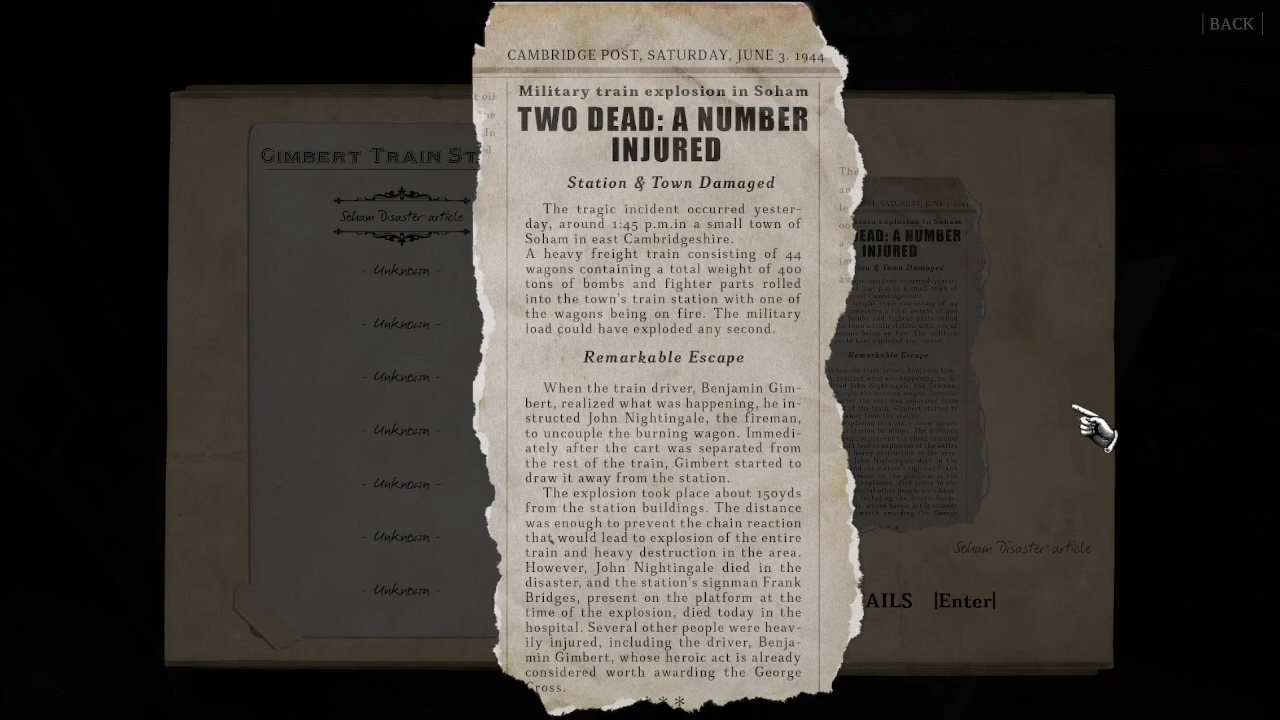 BACK
CAMBRIDGE POST, SATURDAY, JUNE 3. 1944
Military train explosion in Soham
TWO DEAD: A NUMBER
INJURED
Station & Town Damaged
The tragic incident occurred yester-
day, around 1:45 p.m.in a small town of
Soham in east Cambridgeshire.
A heavy freight train consisting of 44
wagons containing a total weight of 400
tons of bombs and fighter parts rolled
into the town's train station with one of
the wagons being on fire. The military
load could have exploded any second.
Remarkable Escape
When the train driver, Benjamin Gim-
bert, realized what was happening, he in-
structed John Nightingale, the fireman,
to uncouple the burning wagon. Immedi-
ately after the cart was separated from
the rest of the train, Gimbert started to
draw it away from the station.
The explosion took place about 150yds
from the station buildings. The distance
was enough to prevent the chain reaction
that would lead to explosion of the entire
train and heavy destruction in the area.
However, John Nightingale died in the
disaster, and the station's signman Frank
Bridges, present on the platform at the
time of the explosion, died today in the
hospital. Several other people were heav-
ily injured, including the driver, Benja-
min Gimbert, whose heroic act is already
considered worth awarding the George
Cross.
* * *
GIMBERT TRAIN ST
Soham Disaster article
- Unknown -
- Unknown -
- Unknown -
- Unknown -
- Unknown -
- Unknown -
- Unknown -
Soham Disaster article
AILS |Enter|